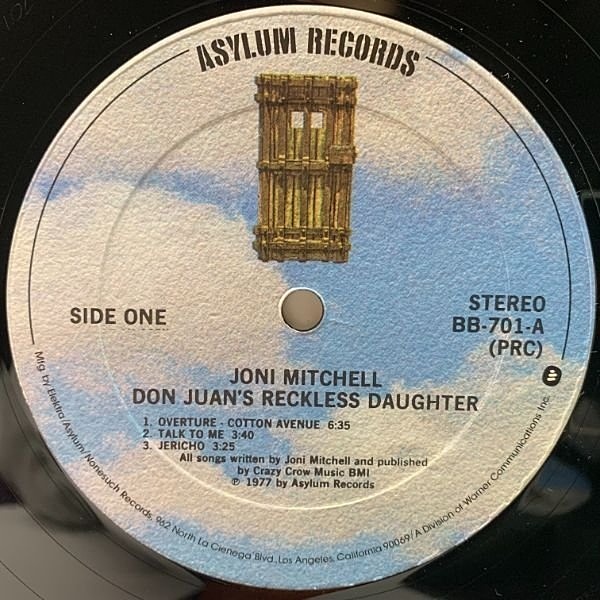 ASYLUM RECORDS
SIDE ONE
STEREO
BB-701-A
(PRC)
JONI MITCHELL
DON JUAN'S RECKLESS DAUGHTER
1. OVERTURE - COTTON AVENUE 6:35
2. TALK TO ME 3:40
3. JERICHO 3:25
All songs written by Joni Mitchell and published
by Crazy Crow Music BMI
℗ 1977 by Asylum Records
Mfg. by Elektra/Asylum/Nonesuch Records, 962 North La Cienega Blvd., Los Angeles, California 90069/A Division of Warner Communications Inc.